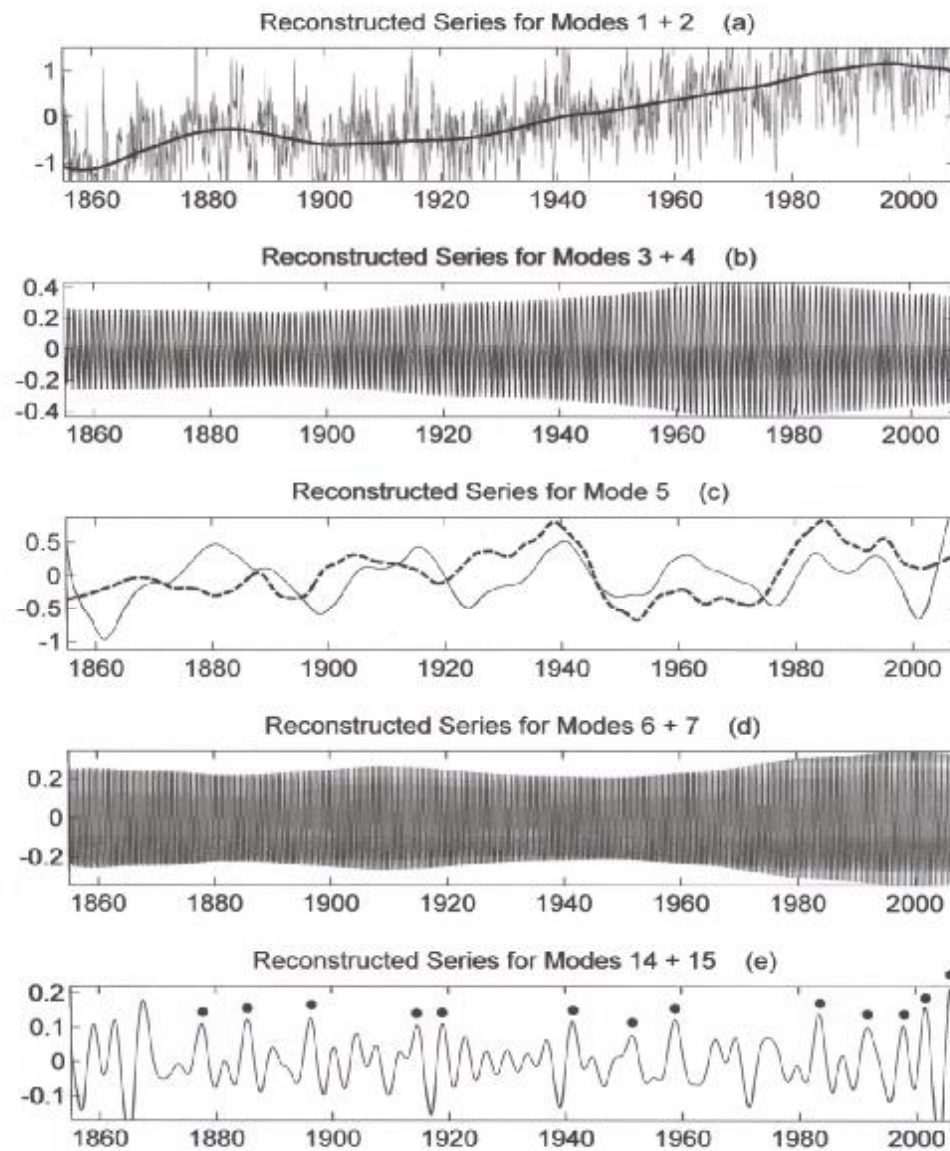 Reconstructed Series for Modes 1 + 2 (a)
1
0
-1
1860 1880 1900 1920 1940 1960 1980 2000
Reconstructed Series for Modes 3 + 4 (b)
0.4
0.2
0
-0.2
-0.4
1860 1880 1900 1920 1940 1960 1980 2000
Reconstructed Series for Mode 5 (c)
0.5
0
-0.5
-1
1860 1880 1900 1920 1940 1960 1980 2000
Reconstructed Series for Modes 6 + 7 (d)
0.2
0
-0.2
1860 1880 1900 1920 1940 1960 1980 2000
Reconstructed Series for Modes 14 + 15 (e)
0.2
0.1
0
-0.1
1860 1880 1900 1920 1940 1960 1980 2000